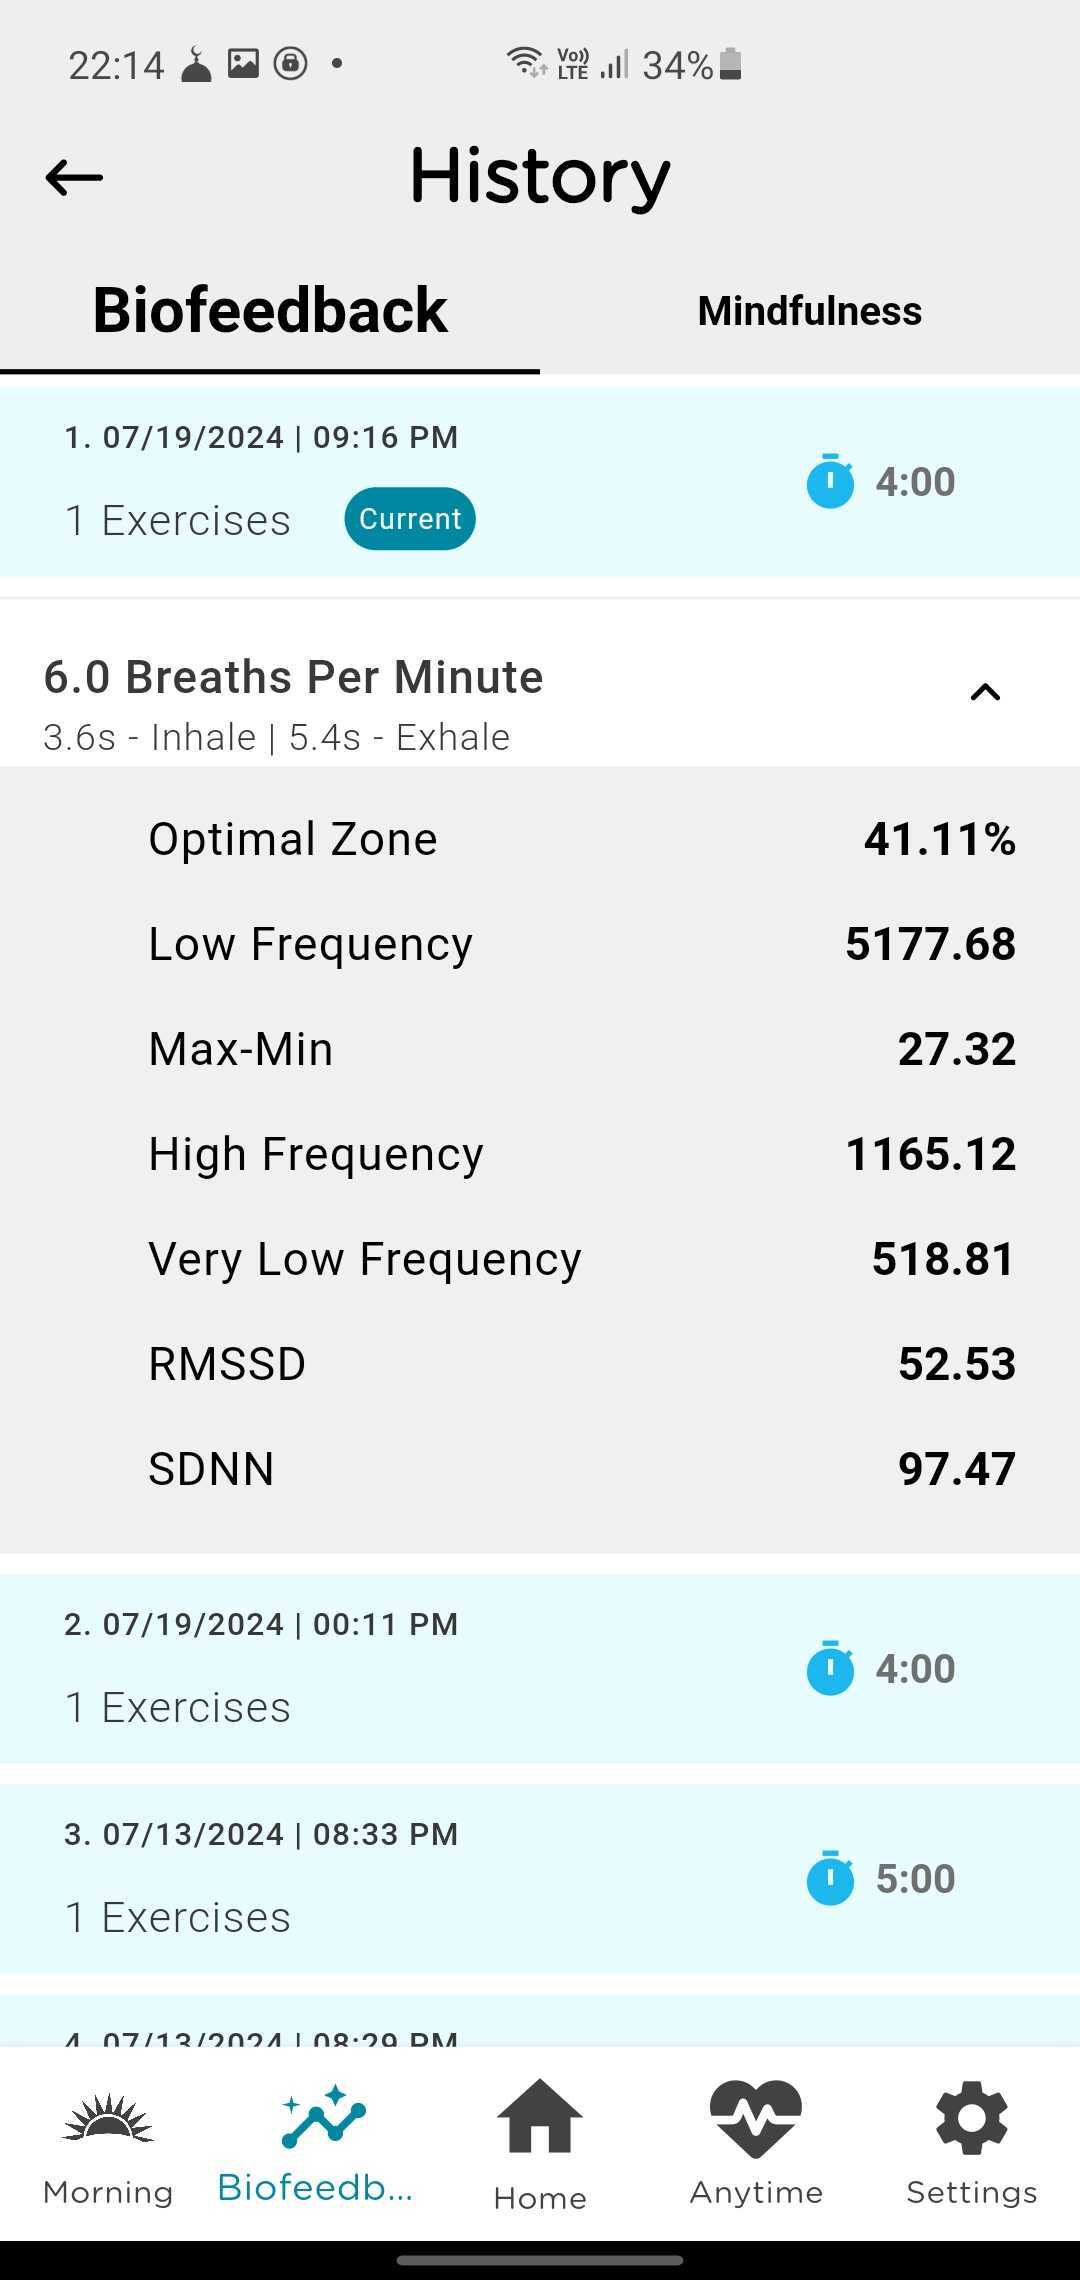 22:14 Vo)) LTE 34%
History
Biofeedback Mindfulness
1. 07/19/2024 | 09:16 PM
4:00
1 Exercises Current
6.0 Breaths Per Minute
3.6s - Inhale | 5.4s - Exhale
Optimal Zone 41.11%
Low Frequency 5177.68
Max-Min 27.32
High Frequency 1165.12
Very Low Frequency 518.81
RMSSD 52.53
SDNN 97.47
2. 07/19/2024 | 00:11 PM
4:00
1 Exercises
3. 07/13/2024 | 08:33 PM
5:00
1 Exercises
4. 07/13/2024 | 08:29 PM
Morning Biofeedb... Home Anytime Settings